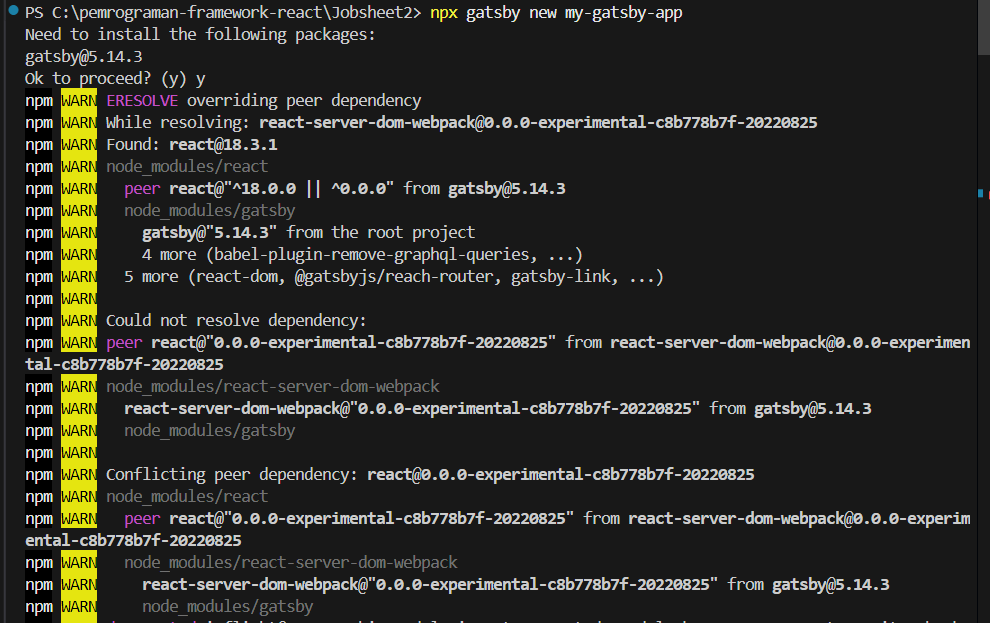 PS C:\pemrograman-framework-react\Jobsheet2> npx gatsby new my-gatsby-app
Need to install the following packages:
gatsby@5.14.3
Ok to proceed? (y) y
npm WARN ERESOLVE overriding peer dependency
npm WARN While resolving: react-server-dom-webpack@0.0.0-experimental-c8b778b7f-20220825
npm WARN Found: react@18.3.1
npm WARN node_modules/react
npm WARN   peer react@"^18.0.0 || ^0.0.0" from gatsby@5.14.3
npm WARN   node_modules/gatsby
npm WARN     gatsby@"5.14.3" from the root project
npm WARN     4 more (babel-plugin-remove-graphql-queries, ...)
npm WARN   5 more (react-dom, @gatsbyjs/reach-router, gatsby-link, ...)
npm WARN
npm WARN Could not resolve dependency:
npm WARN peer react@"0.0.0-experimental-c8b778b7f-20220825" from react-server-dom-webpack@0.0.0-experimen
tal-c8b778b7f-20220825
npm WARN node_modules/react-server-dom-webpack
npm WARN   react-server-dom-webpack@"0.0.0-experimental-c8b778b7f-20220825" from gatsby@5.14.3
npm WARN   node_modules/gatsby
npm WARN
npm WARN Conflicting peer dependency: react@0.0.0-experimental-c8b778b7f-20220825
npm WARN node_modules/react
npm WARN   peer react@"0.0.0-experimental-c8b778b7f-20220825" from react-server-dom-webpack@0.0.0-experim
ental-c8b778b7f-20220825
npm WARN   node_modules/react-server-dom-webpack
npm WARN     react-server-dom-webpack@"0.0.0-experimental-c8b778b7f-20220825" from gatsby@5.14.3
npm WARN     node_modules/gatsby